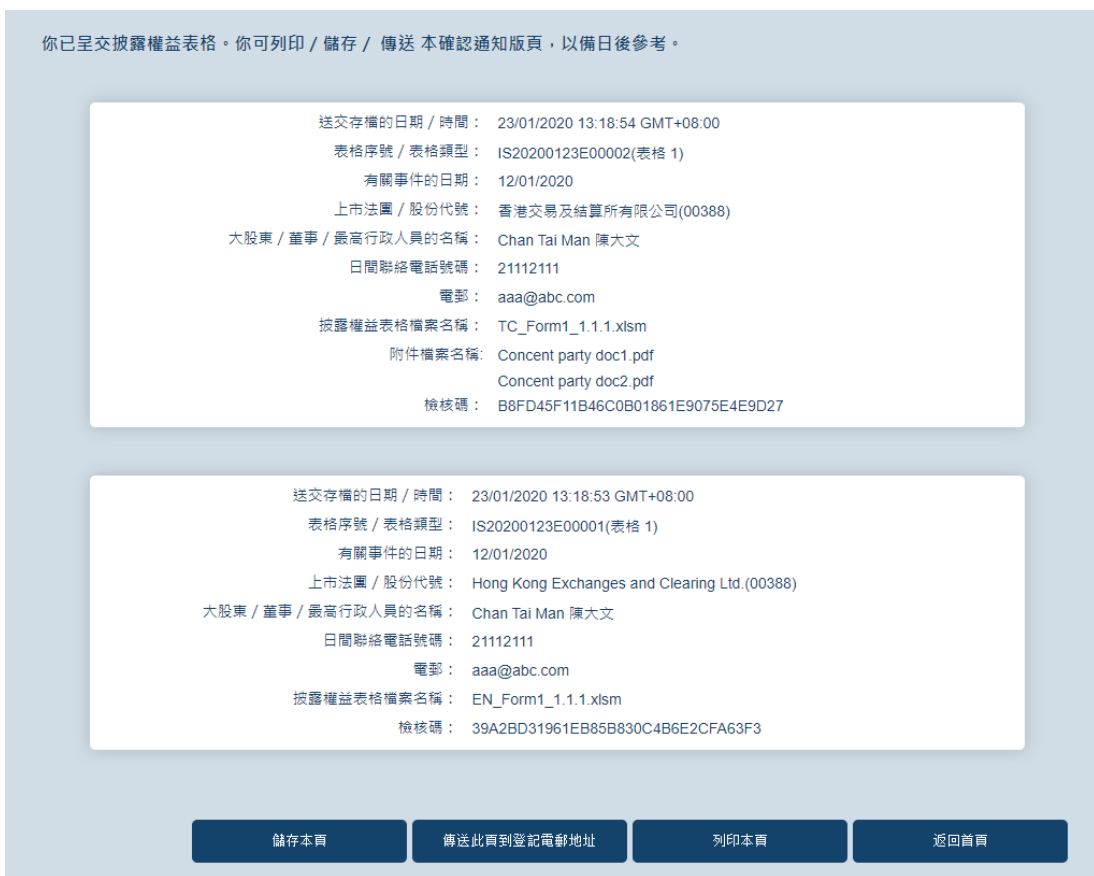 你已呈交披露權益表格。你可列印 / 儲存 / 傳送 本確認通知版頁，以備日後參考。
送交存檔的日期 / 時間： 23/01/2020 13:18:54 GMT+08:00
表格序號 / 表格類型： IS20200123E00002(表格 1)
有關事件的日期： 12/01/2020
上市法團 / 股份代號： 香港交易及結算所有限公司(00388)
大股東 / 董事 / 最高行政人員的名稱： Chan Tai Man 陳大文
日間聯絡電話號碼： 21112111
電郵： aaa@abc.com
披露權益表格檔案名稱： TC_Form1_1.1.1.xlsm
附件檔案名稱: Concent party doc1.pdf
Concent party doc2.pdf
檢核碼： B8FD45F11B46C0B01861E9075E4E9D27
送交存檔的日期 / 時間： 23/01/2020 13:18:53 GMT+08:00
表格序號 / 表格類型： IS20200123E00001(表格 1)
有關事件的日期： 12/01/2020
上市法團 / 股份代號： Hong Kong Exchanges and Clearing Ltd.(00388)
大股東 / 董事 / 最高行政人員的名稱： Chan Tai Man 陳大文
日間聯絡電話號碼： 21112111
電郵： aaa@abc.com
披露權益表格檔案名稱： EN_Form1_1.1.1.xlsm
檢核碼： 39A2BD31961EB85B830C4B6E2CFA63F3
儲存本頁
傳送此頁到登記電郵地址
列印本頁
返回首頁